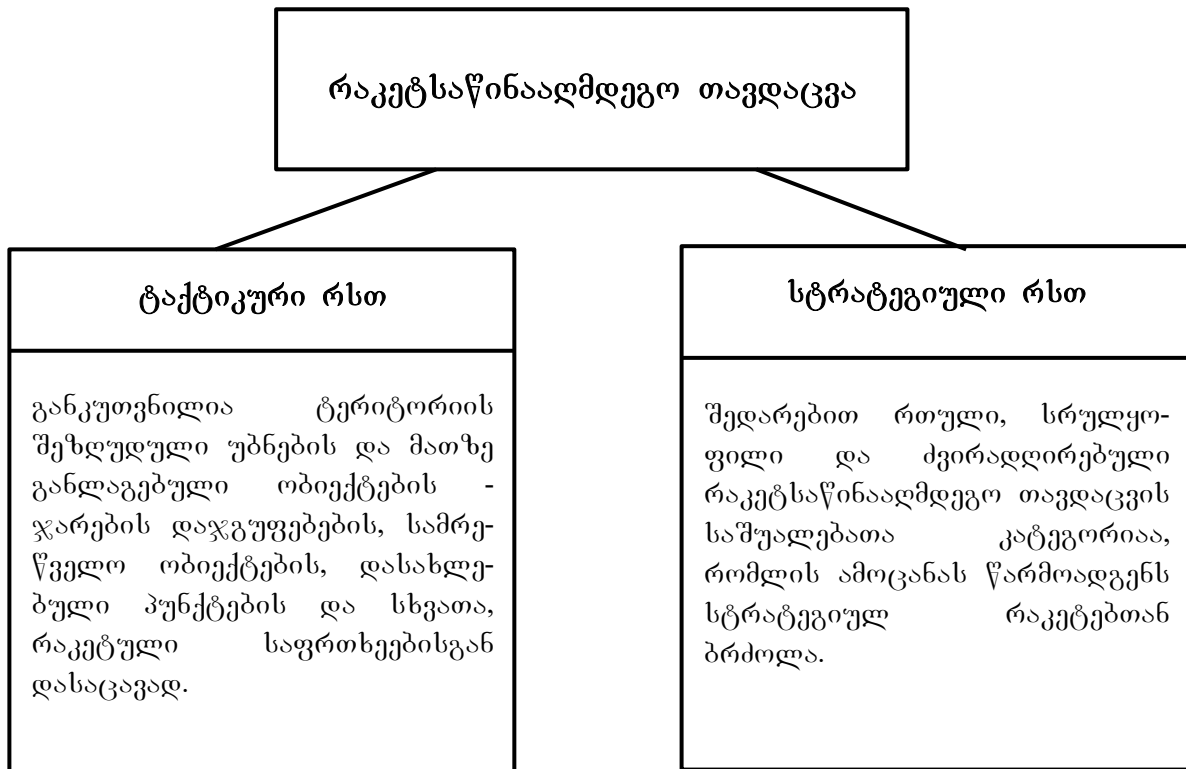 რაკეტსაწინააღმდეგო თავდაცვა
ტაქტიკური რსთ
განკუთვნილია ტერიტორიის
შეზღუდული უბნების და მათზე
განლაგებული ობიექტების -
ჯარების დაჯგუფებების, სამრე-
წველო ობიექტების, დასახლე-
ბული პუნქტების და სხვათა,
რაკეტული საფრთხეებისგან
დასაცავად.
სტრატეგიული რსთ
შედარებით რთული, სრულყო-
ფილი და ძვირადღირებული
რაკეტსაწინააღმდეგო თავდაცვის
საშუალებათა კატეგორიაა,
რომლის ამოცანას წარმოადგენს
სტრატეგიულ რაკეტებთან
ბრძოლა.